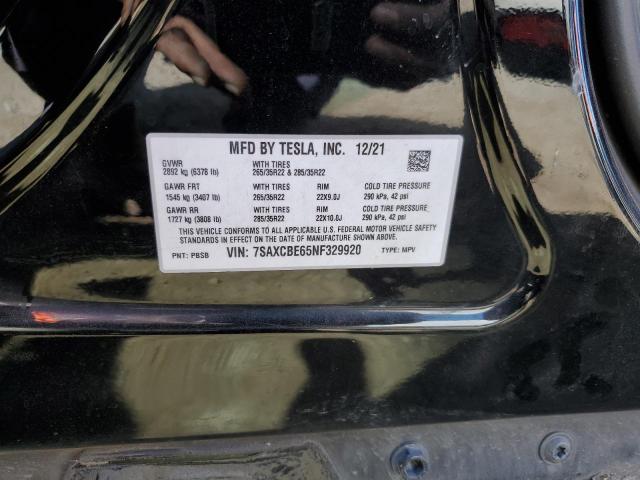 MFD BY TESLA, INC. 12/21
GVWR WITH TIRES
2892 kg (6378 lb) 265/35R22 & 285/35R22
GAWR FRT WITH TIRES RIM COLD TIRE PRESSURE
1545 kg (3407 lb) 265/35R22 22X9.0J 290 kPa, 42 psi
GAWR RR WITH TIRES RIM COLD TIRE PRESSURE
1727 kg (3808 lb) 285/35R22 22X10.0J 290 kPa, 42 psi
THIS VEHICLE CONFORMS TO ALL APPLICABLE U.S. FEDERAL MOTOR VEHICLE SAFETY
STANDARDS IN EFFECT ON THE DATE OF MANUFACTURE SHOWN ABOVE.
PNT: PBSB VIN: 7SAXCBE65NF329920 TYPE: MPV